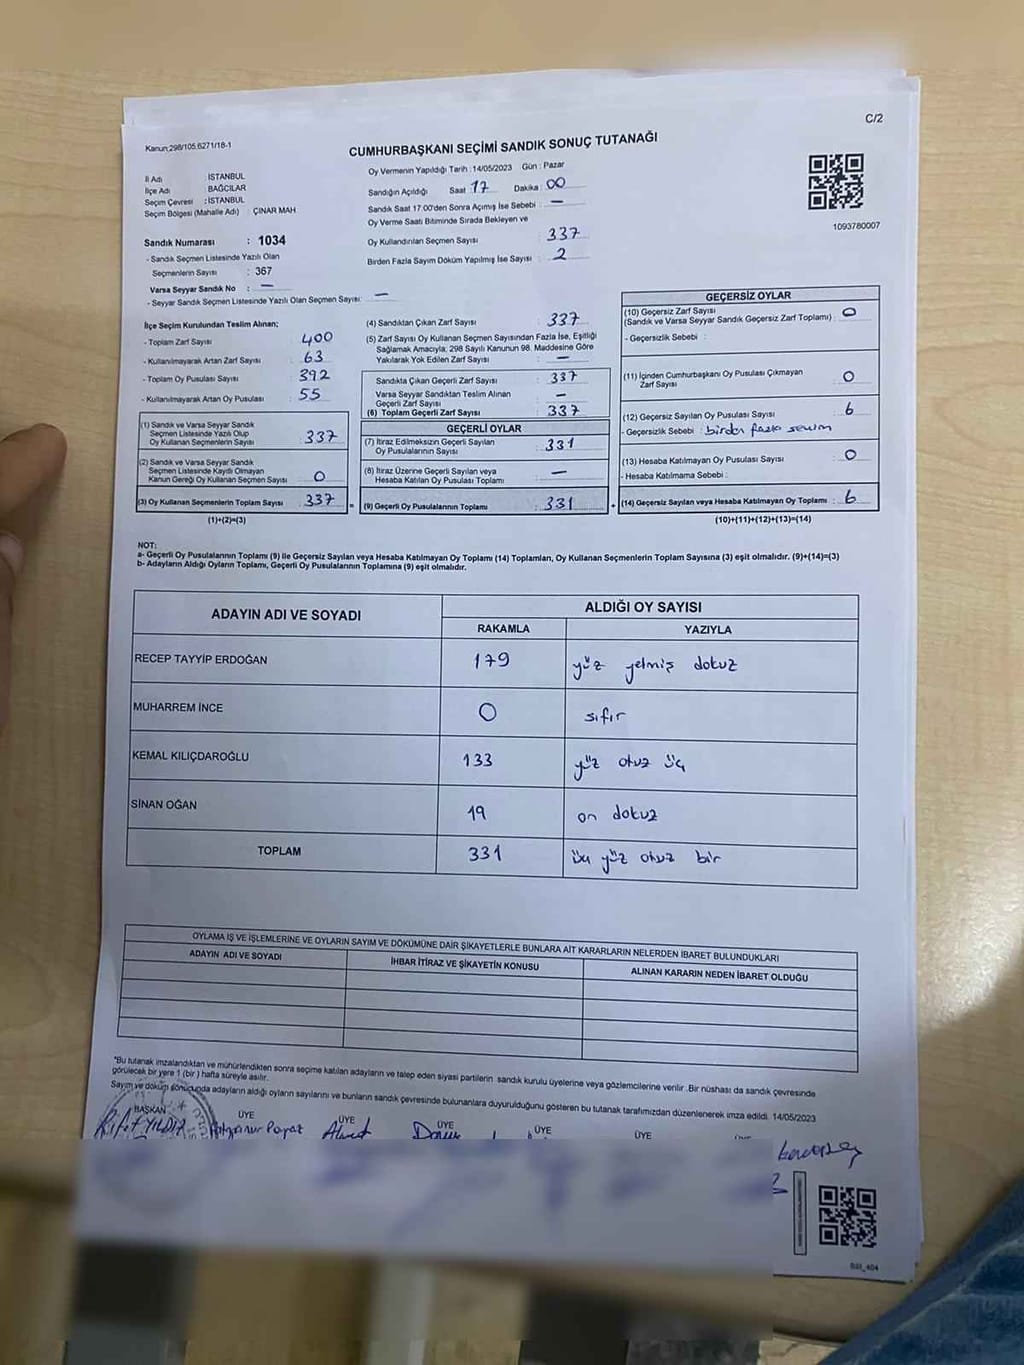 C/2
Kanun;298/105.6271/18-1
CUMHURBAŞKANI SEÇİMİ SANDIK SONUÇ TUTANAĞI
İl Adı : İSTANBUL
İlçe Adı : BAĞCILAR
Seçim Çevresi : İSTANBUL
Seçim Bölgesi (Mahalle Adı) ÇINAR MAH
Oy Vermenin Yapıldığı Tarih : 14/05/2023 Gün : Pazar
Sandığın Açıldığı Saat 17 Dakika : 00
Sandık Saat 17.00'den Sonra Açımış İse Sebebi : —
Oy Verme Saati Bitiminde Sırada Bekleyen ve
Oy Kullandırılan Seçmen Sayısı : 337
Birden Fazla Sayım Döküm Yapılmış İse Sayısı : 2
1093780007
Sandık Numarası : 1034
- Sandık Seçmen Listesinde Yazılı Olan
Seçmenlerin Sayısı : 367
Varsa Seyyar Sandık No : —
- Seyyar Sandık Seçmen Listesinde Yazılı Olan Seçmen Sayısı: —
İlçe Seçim Kurulundan Teslim Alınan;
- Toplam Zarf Sayısı : 400
- Kullanılmayarak Artan Zarf Sayısı : 63
- Toplam Oy Pusulası Sayısı : 392
- Kullanılmayarak Artan Oy Pusulası : 55
(1) Sandık ve Varsa Seyyar Sandık
Seçmen Listesinde Yazılı Olup
Oy Kullanan Seçmenlerin Sayısı : 337
(2) Sandık ve Varsa Seyyar Sandık
Seçmen Listesinde Kayıtlı Olmayan
Kanun Gereği Oy Kullanan Seçmen Sayısı : 0
(3) Oy Kullanan Seçmenlerin Toplam Sayısı : 337
(1)+(2)=(3)
(4) Sandıktan Çıkan Zarf Sayısı : 337
(5) Zarf Sayısı Oy Kullanan Seçmen Sayısından Fazla İse, Eşitliği
Sağlamak Amacıyla, 298 Sayılı Kanunun 98. Maddesine Göre
Yakılarak Yok Edilen Zarf Sayısı : —
Sandıkta Çıkan Geçerli Zarf Sayısı : 337
Varsa Seyyar Sandıktan Teslim Alınan
Geçerli Zarf Sayısı : —
(6) Toplam Geçerli Zarf Sayısı : 337
GEÇERLİ OYLAR
(7) İtiraz Edilmeksizin Geçerli Sayılan
Oy Pusulalarının Sayısı : 331
(8) İtiraz Üzerine Geçerli Sayılan veya
Hesaba Katılan Oy Pusulası Toplamı : —
= (9) Geçerli Oy Pusulalarının Toplamı : 331
GEÇERSİZ OYLAR
(10) Geçersiz Zarf Sayısı
(Sandık ve Varsa Seyyar Sandık Geçersiz Zarf Toplamı) : 0
- Geçersizlik Sebebi :
(11) İçinden Cumhurbaşkanı Oy Pusulası Çıkmayan
Zarf Sayısı : 0
(12) Geçersiz Sayılan Oy Pusulası Sayısı : 6
- Geçersizlik Sebebi : birden fazla seçim
(13) Hesaba Katılmayan Oy Pusulası Sayısı : 0
- Hesaba Katılmama Sebebi :
+ (14) Geçersiz Sayılan veya Hesaba Katılmayan Oy Toplamı : 6
(10)+(11)+(12)+(13)=(14)
NOT:
a- Geçerli Oy Pusulalarının Toplamı (9) ile Geçersiz Sayılan veya Hesaba Katılmayan Oy Toplamı (14) Toplamları, Oy Kullanan Seçmenlerin Toplam Sayısına (3) eşit olmalıdır. (9)+(14)=(3)
b- Adayların Aldığı Oyların Toplamı, Geçerli Oy Pusulalarının Toplamına (9) eşit olmalıdır.
ADAYIN ADI VE SOYADI ALDIĞI OY SAYISI
RAKAMLA YAZIYLA
RECEP TAYYİP ERDOĞAN 179 yüz yetmiş dokuz
MUHARREM İNCE 0 sıfır
KEMAL KILIÇDAROĞLU 133 yüz otuz üç
SİNAN OĞAN 19 on dokuz
TOPLAM 331 üç yüz otuz bir
OYLAMA İŞ VE İŞLEMLERİNE VE OYLARIN SAYIM VE DÖKÜMÜNE DAİR ŞİKAYETLERLE BUNLARA AİT KARARLARIN NELERDEN İBARET BULUNDUKLARI
ADAYIN ADI VE SOYADI İHBAR İTİRAZ VE ŞİKAYETİN KONUSU ALINAN KARARIN NEDEN İBARET OLDUĞU
*Bu tutanak imzalandıktan ve mühürlendikten sonra seçime katılan adayların ve talep eden siyasi partilerin sandık kurulu üyelerine veya gözlemcilerine verilir .Bir nüshası da sandık çevresinde
görülecek bir yere 1 (bir ) hafta süreyle asılır.
Sayım ve döküm sonucunda adayların aldığı oyların sayılarını ve bunların sandık çevresinde bulunanlara duyurulduğunu gösteren bu tutanak tarafımızdan düzenlenerek imza edildi. 14/05/2023
BAŞKAN ÜYE ÜYE ÜYE ÜYE ÜYE
YILDIZ Ahmet